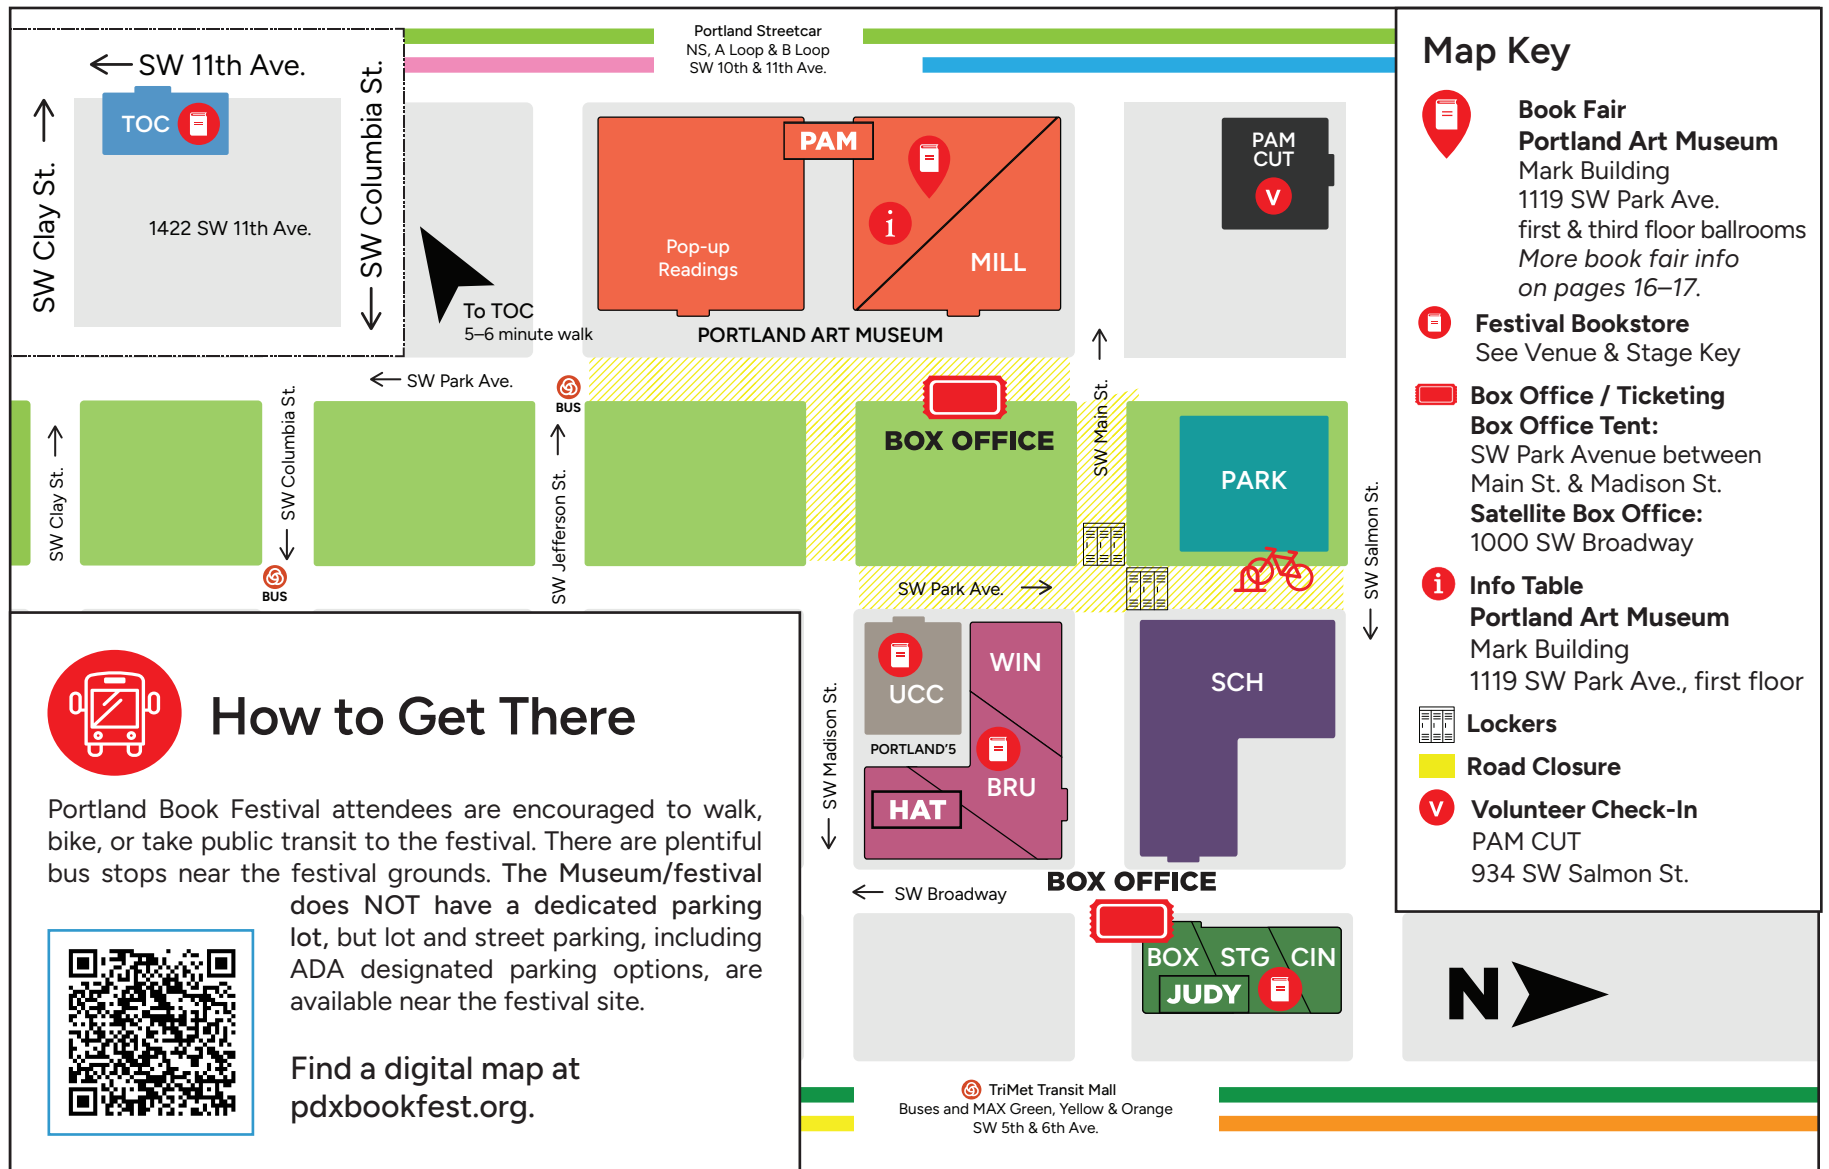 Portland Streetcar
NS, A Loop & B Loop
SW 10th & 11th Ave.
SW 11th Ave.
SW Clay St.
SW Columbia St.
TOC
1422 SW 11th Ave.
To TOC
5–6 minute walk
PAM
Pop-up
Readings
i
MILL
PORTLAND ART MUSEUM
PAM
CUT
V
SW Park Ave.
BUS
SW Clay St.
SW Columbia St.
BUS
SW Jefferson St.
BOX OFFICE
SW Main St.
PARK
SW Salmon St.
SW Park Ave.
SW Madison St.
UCC
PORTLAND'5
WIN
BRU
HAT
SCH
SW Broadway
BOX OFFICE
BOX STG CIN
JUDY
N
TriMet Transit Mall
Buses and MAX Green, Yellow & Orange
SW 5th & 6th Ave.
How to Get There
Portland Book Festival attendees are encouraged to walk,
bike, or take public transit to the festival. There are plentiful
bus stops near the festival grounds. The Museum/festival
does NOT have a dedicated parking
lot, but lot and street parking, including
ADA designated parking options, are
available near the festival site.
Find a digital map at
pdxbookfest.org.
Map Key
Book Fair
Portland Art Museum
Mark Building
1119 SW Park Ave.
first & third floor ballrooms
More book fair info
on pages 16–17.
Festival Bookstore
See Venue & Stage Key
Box Office / Ticketing
Box Office Tent:
SW Park Avenue between
Main St. & Madison St.
Satellite Box Office:
1000 SW Broadway
i Info Table
Portland Art Museum
Mark Building
1119 SW Park Ave., first floor
Lockers
Road Closure
V Volunteer Check-In
PAM CUT
934 SW Salmon St.